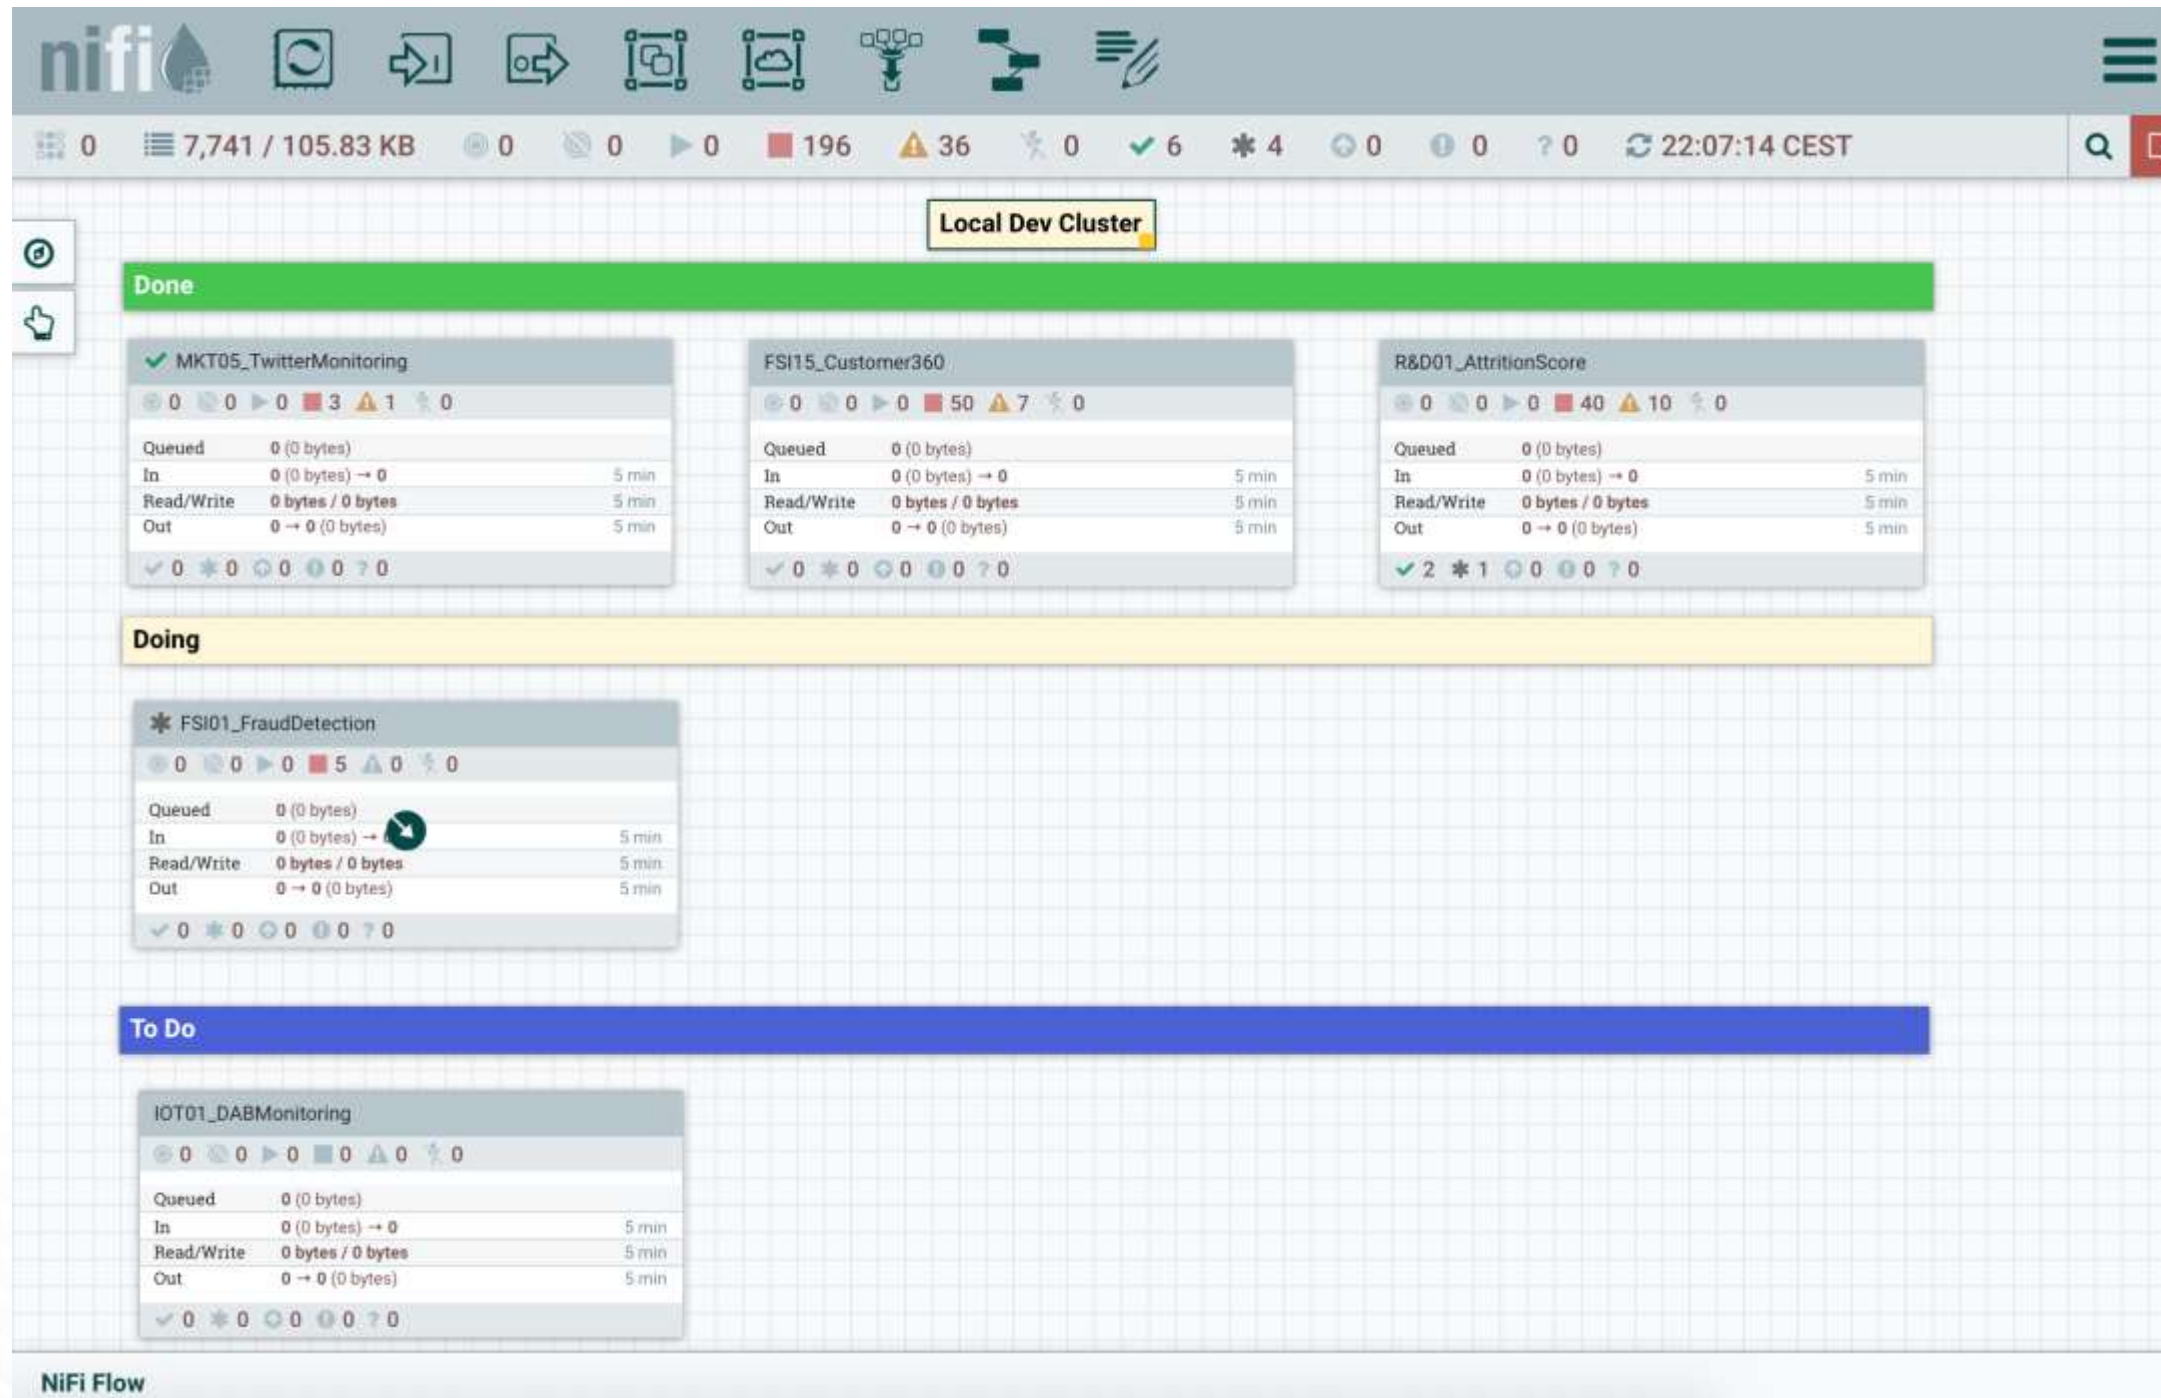 nifi
0 7,741 / 105.83 KB 0 0 0 196 36 0 6 4 0 0 ? 0 22:07:14 CEST
Local Dev Cluster
Done
MKT05_TwitterMonitoring
0 0 0 3 1 0
Queued 0 (0 bytes)
In 0 (0 bytes) → 0 5 min
Read/Write 0 bytes / 0 bytes 5 min
Out 0 → 0 (0 bytes) 5 min
0 0 0 0 ? 0
FSI15_Customer360
0 0 0 50 7 0
Queued 0 (0 bytes)
In 0 (0 bytes) → 0 5 min
Read/Write 0 bytes / 0 bytes 5 min
Out 0 → 0 (0 bytes) 5 min
0 0 0 0 ? 0
R&D01_AttritionScore
0 0 0 40 10 0
Queued 0 (0 bytes)
In 0 (0 bytes) → 0 5 min
Read/Write 0 bytes / 0 bytes 5 min
Out 0 → 0 (0 bytes) 5 min
2 1 0 0 ? 0
Doing
FSI01_FraudDetection
0 0 0 5 0 0
Queued 0 (0 bytes)
In 0 (0 bytes) → 5 min
Read/Write 0 bytes / 0 bytes 5 min
Out 0 → 0 (0 bytes) 5 min
0 0 0 0 ? 0
To Do
IOT01_DABMonitoring
0 0 0 0 0 0
Queued 0 (0 bytes)
In 0 (0 bytes) → 0 5 min
Read/Write 0 bytes / 0 bytes 5 min
Out 0 → 0 (0 bytes) 5 min
0 0 0 0 ? 0
NiFi Flow